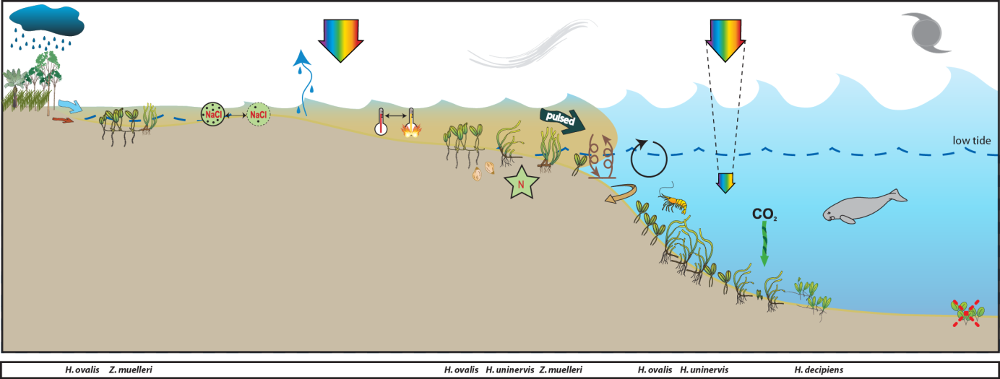 NaCl
NaCl
pulsed
low tide
N
CO₂
H. ovalis Z. muelleri H. ovalis H. uninervis Z. muelleri H. ovalis H. uninervis H. decipiens